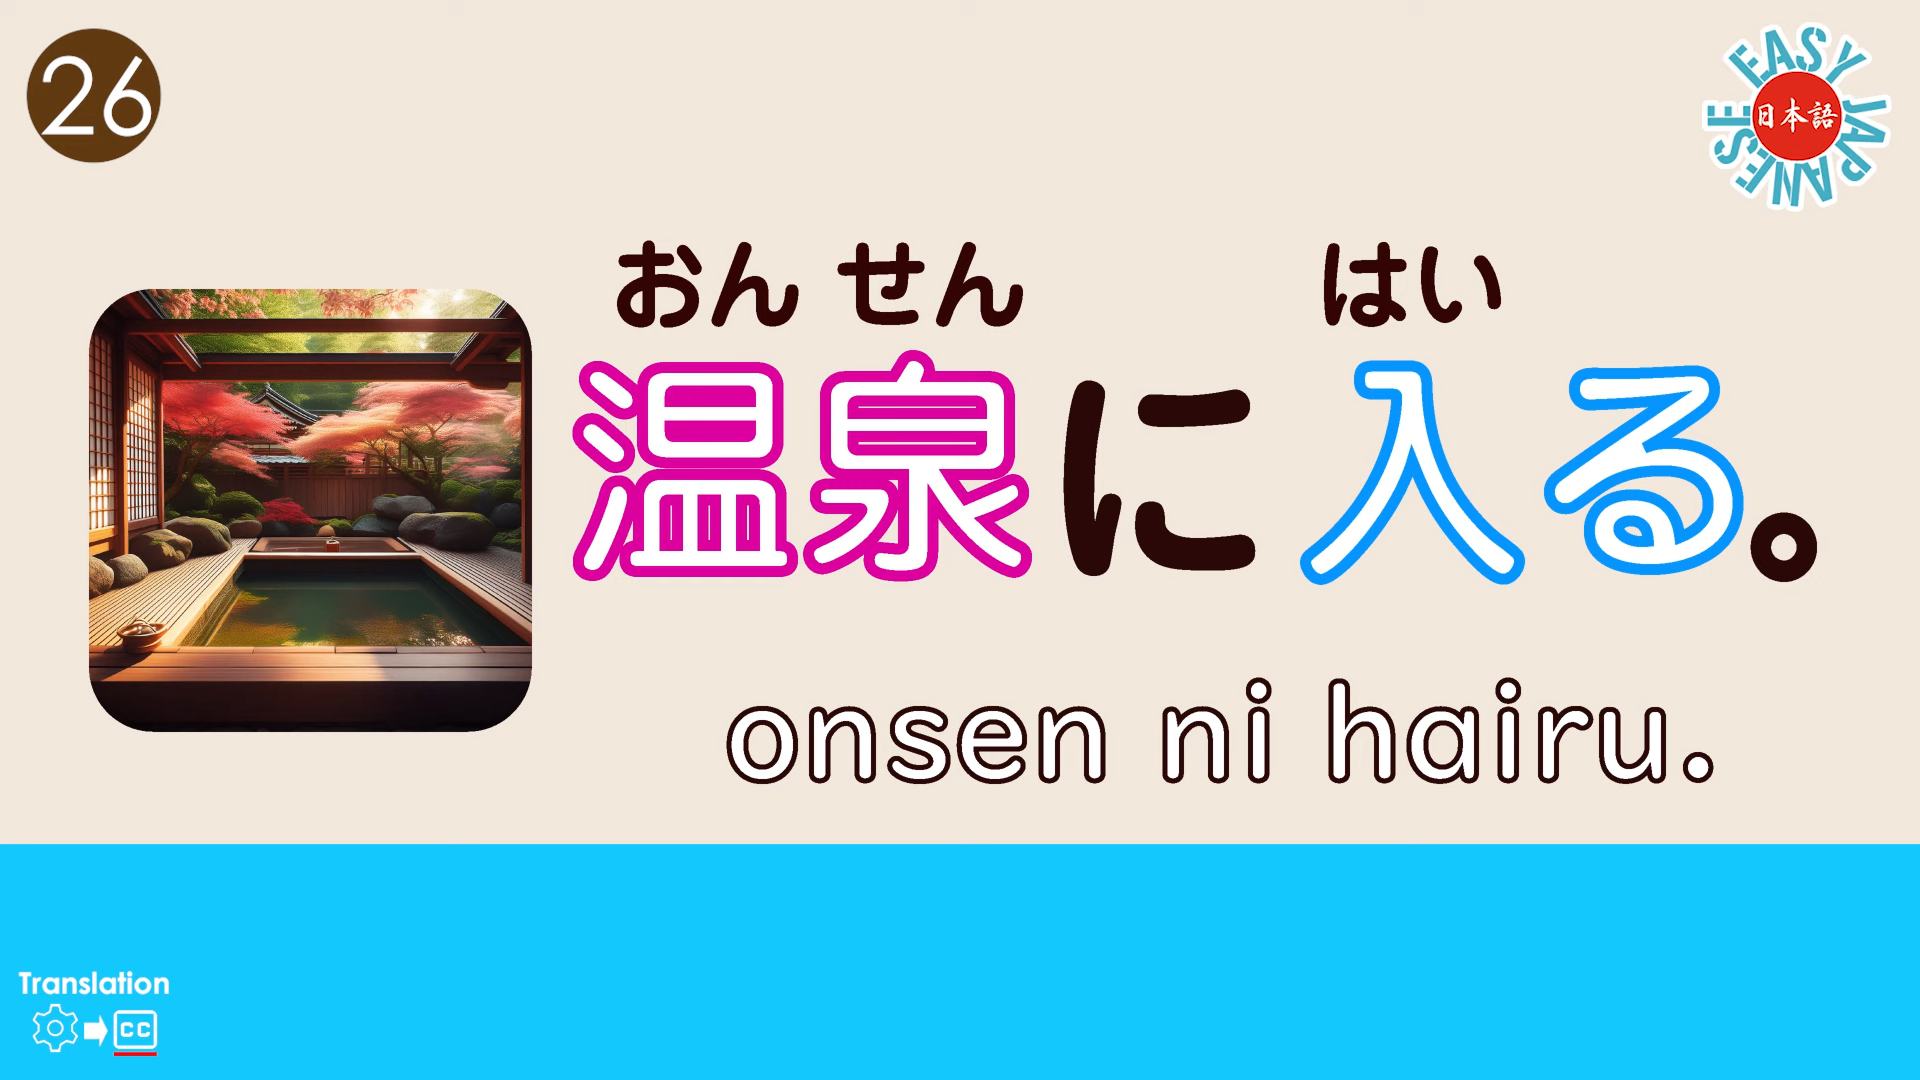 26
EASY JAPANESE
日本語
おん せん はい
温泉に入る。
onsen ni hairu.
Translation
CC